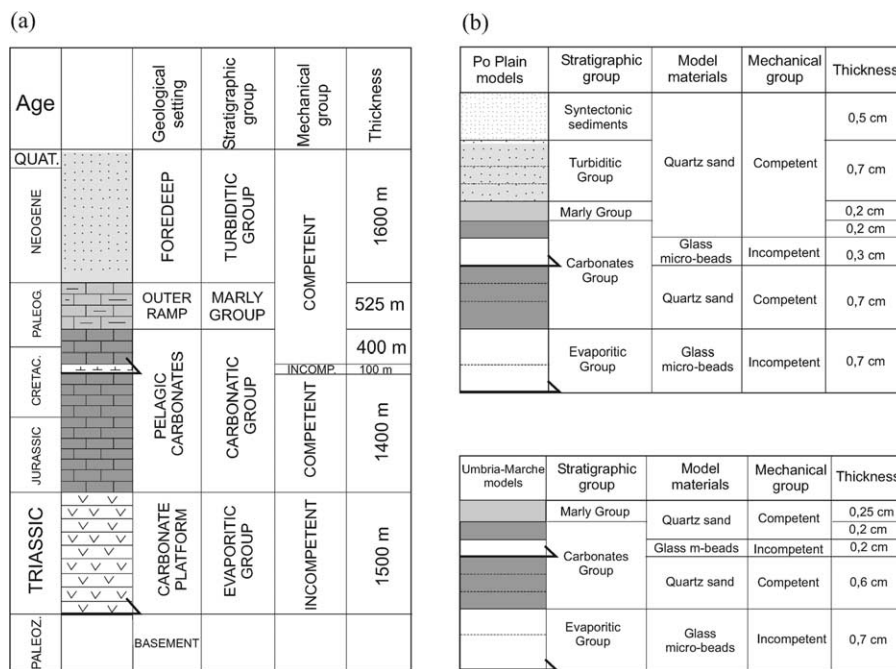 (a)
Age
Geological
setting
Stratigraphic
group
Mechanical
group
Thickness
QUAT.
NEOGENE
FOREDEEP
TURBIDITIC
GROUP
COMPETENT
1600 m
PALEOG.
OUTER
RAMP
MARLY
GROUP
525 m
400 m
CRETAC.
PELAGIC
CARBONATES
CARBONATIC
GROUP
INCOMP.
100 m
JURASSIC
COMPETENT
1400 m
TRIASSIC
CARBONATE
PLATFORM
EVAPORITIC
GROUP
INCOMPETENT
1500 m
PALEOZ.
BASEMENT
(b)
Po Plain
models
Stratigraphic
group
Model
materials
Mechanical
group
Thickness
Syntectonic
sediments
Quartz sand
Competent
0,5 cm
Turbiditic
Group
0,7 cm
Marly Group
0,2 cm
0,2 cm
Carbonates
Group
Glass
micro-beads
Incompetent
0,3 cm
Quartz sand
Competent
0,7 cm
Evaporitic
Group
Glass
micro-beads
Incompetent
0,7 cm
Umbria-Marche
models
Stratigraphic
group
Model
materials
Mechanical
group
Thickness
Marly Group
Quartz sand
Competent
0,25 cm
0,2 cm
Carbonates
Group
Glass m-beads
Incompetent
0,2 cm
Quartz sand
Competent
0,6 cm
Evaporitic
Group
Glass
micro-beads
Incompetent
0,7 cm